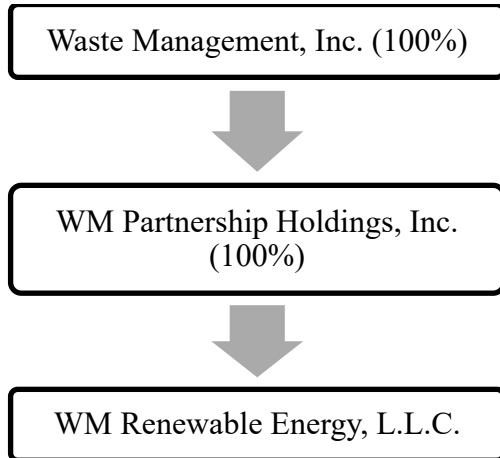 Waste Management, Inc. (100%)
WM Partnership Holdings, Inc.
(100%)
WM Renewable Energy, L.L.C.